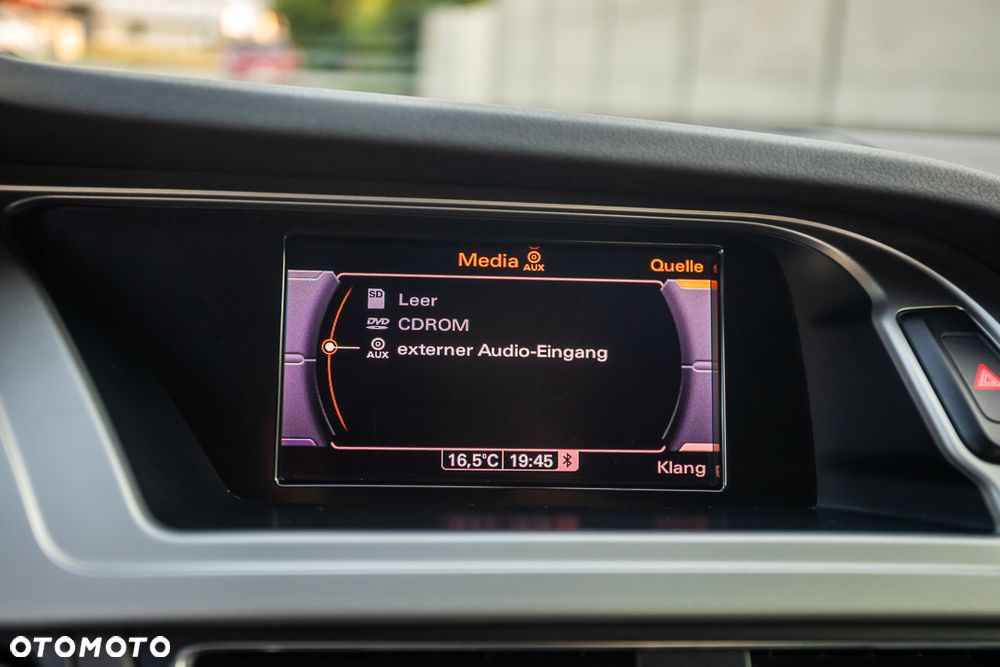 Media AUX
Quelle
SD Leer
DVD CDROM
AUX externer Audio-Eingang
16,5°C 19:45
Klang
OTOMOTO